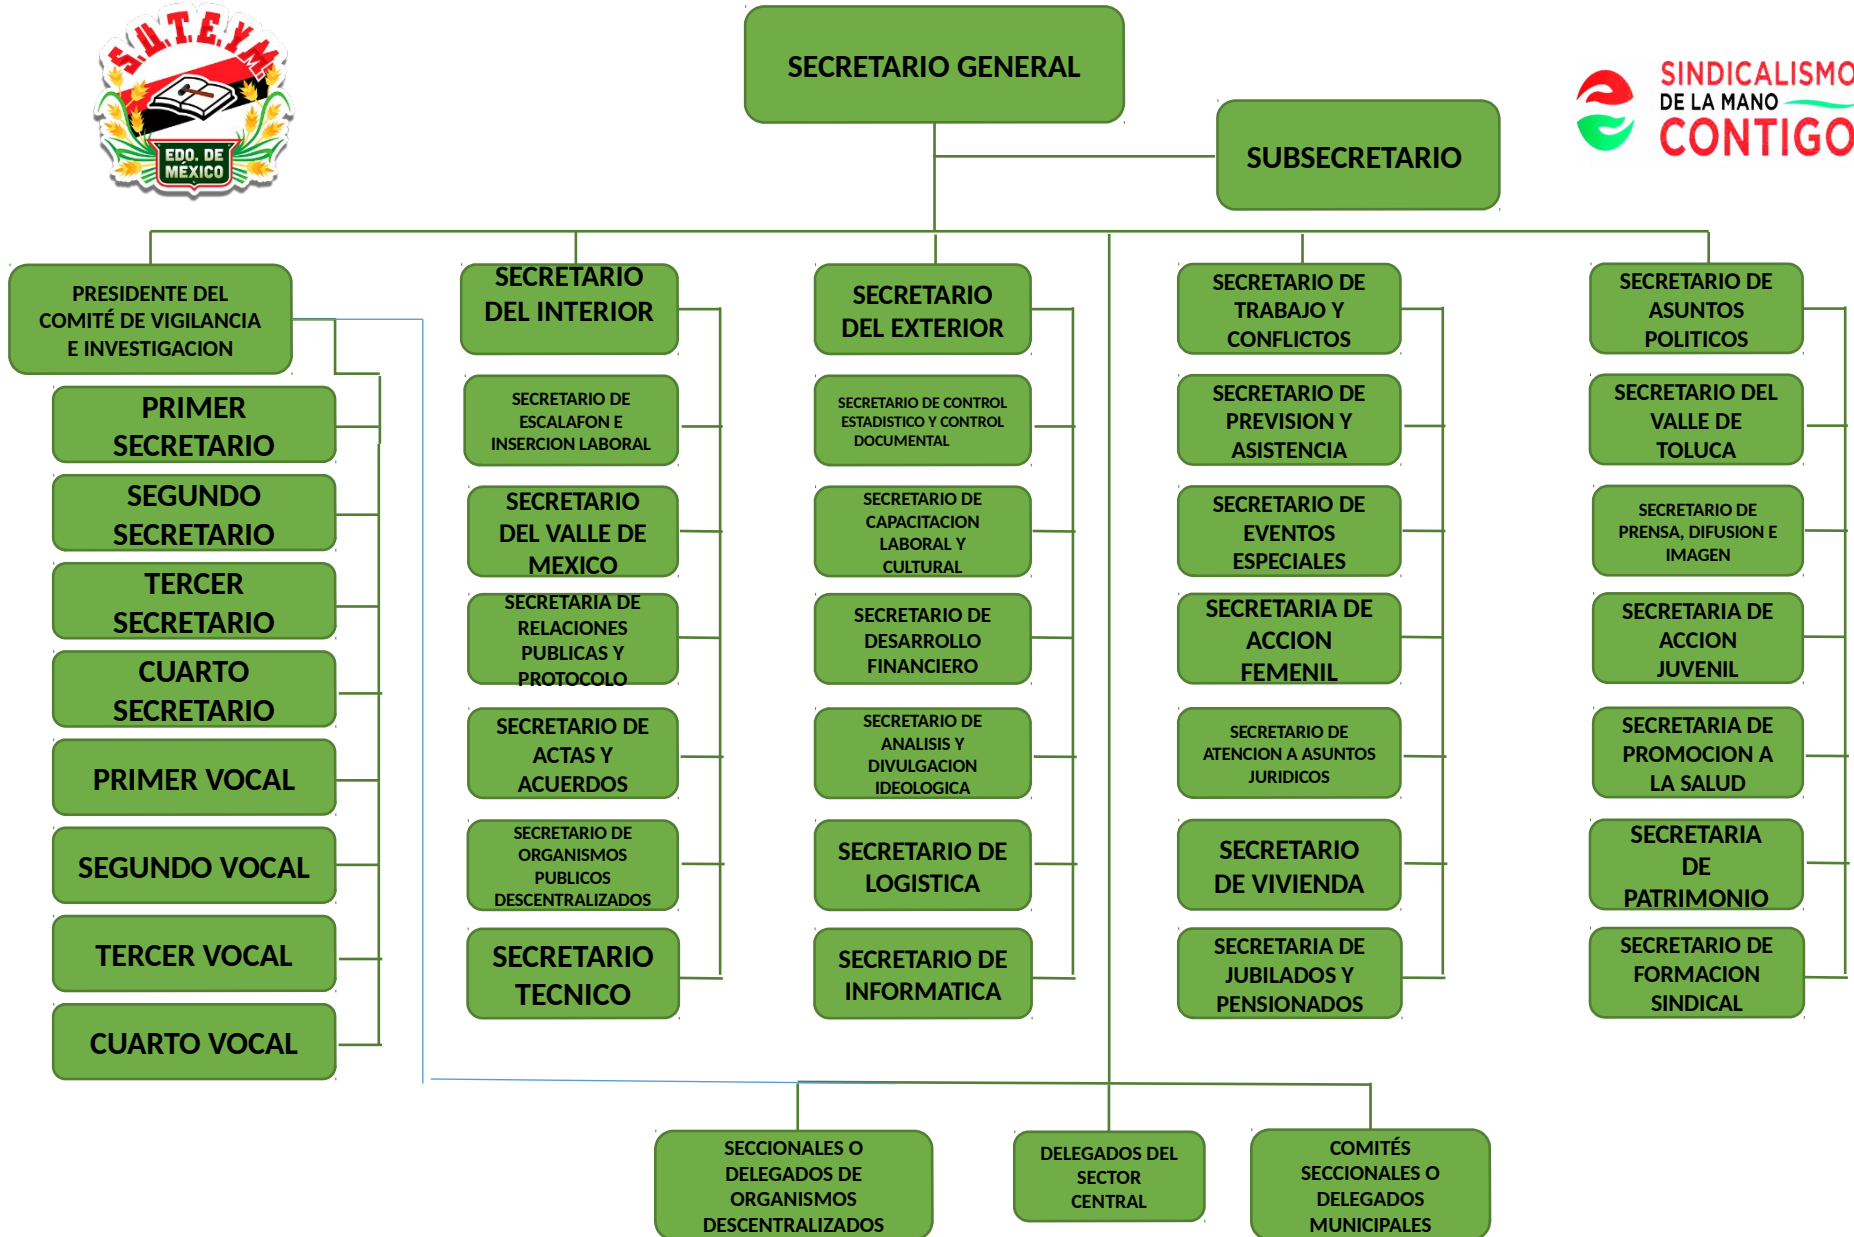 S.U.T.E.Y M.
EDO. DE
MÉXICO
SECRETARIO GENERAL
SUBSECRETARIO
SINDICALISMO
DE LA MANO
CONTIGO
PRESIDENTE DEL
COMITÉ DE VIGILANCIA
E INVESTIGACION
PRIMER
SECRETARIO
SEGUNDO
SECRETARIO
TERCER
SECRETARIO
CUARTO
SECRETARIO
PRIMER VOCAL
SEGUNDO VOCAL
TERCER VOCAL
CUARTO VOCAL
SECRETARIO
DEL INTERIOR
SECRETARIO DE
ESCALAFON E
INSERCION LABORAL
SECRETARIO
DEL VALLE DE
MEXICO
SECRETARIA DE
RELACIONES
PUBLICAS Y
PROTOCOLO
SECRETARIO DE
ACTAS Y
ACUERDOS
SECRETARIO DE
ORGANISMOS
PUBLICOS
DESCENTRALIZADOS
SECRETARIO
TECNICO
SECRETARIO
DEL EXTERIOR
SECRETARIO DE CONTROL
ESTADISTICO Y CONTROL
DOCUMENTAL
SECRETARIO DE
CAPACITACION
LABORAL Y
CULTURAL
SECRETARIO DE
DESARROLLO
FINANCIERO
SECRETARIO DE
ANALISIS Y
DIVULGACION
IDEOLOGICA
SECRETARIO DE
LOGISTICA
SECRETARIO DE
INFORMATICA
SECRETARIO DE
TRABAJO Y
CONFLICTOS
SECRETARIO DE
PREVISION Y
ASISTENCIA
SECRETARIO DE
EVENTOS
ESPECIALES
SECRETARIA DE
ACCION
FEMENIL
SECRETARIO DE
ATENCION A ASUNTOS
JURIDICOS
SECRETARIO
DE VIVIENDA
SECRETARIA DE
JUBILADOS Y
PENSIONADOS
SECRETARIO DE
ASUNTOS
POLITICOS
SECRETARIO DEL
VALLE DE
TOLUCA
SECRETARIO DE
PRENSA, DIFUSION E
IMAGEN
SECRETARIA DE
ACCION
JUVENIL
SECRETARIA DE
PROMOCION A
LA SALUD
SECRETARIA
DE
PATRIMONIO
SECRETARIO DE
FORMACION
SINDICAL
SECCIONALES O
DELEGADOS DE
ORGANISMOS
DESCENTRALIZADOS
DELEGADOS DEL
SECTOR
CENTRAL
COMITÉS
SECCIONALES O
DELEGADOS
MUNICIPALES